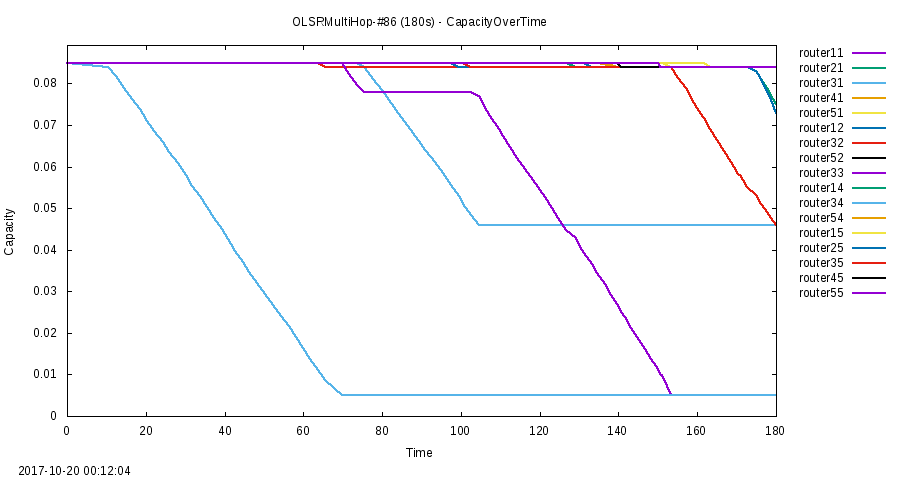 OLSRMultiHop-#86 (180s) - CapacityOverTime
Capacity
0.08
0.07
0.06
0.05
0.04
0.03
0.02
0.01
0
0 20 40 60 80 100 120 140 160 180
Time
router11
router21
router31
router41
router51
router12
router32
router52
router33
router14
router34
router54
router15
router25
router35
router45
router55
2017-10-20 00:12:04